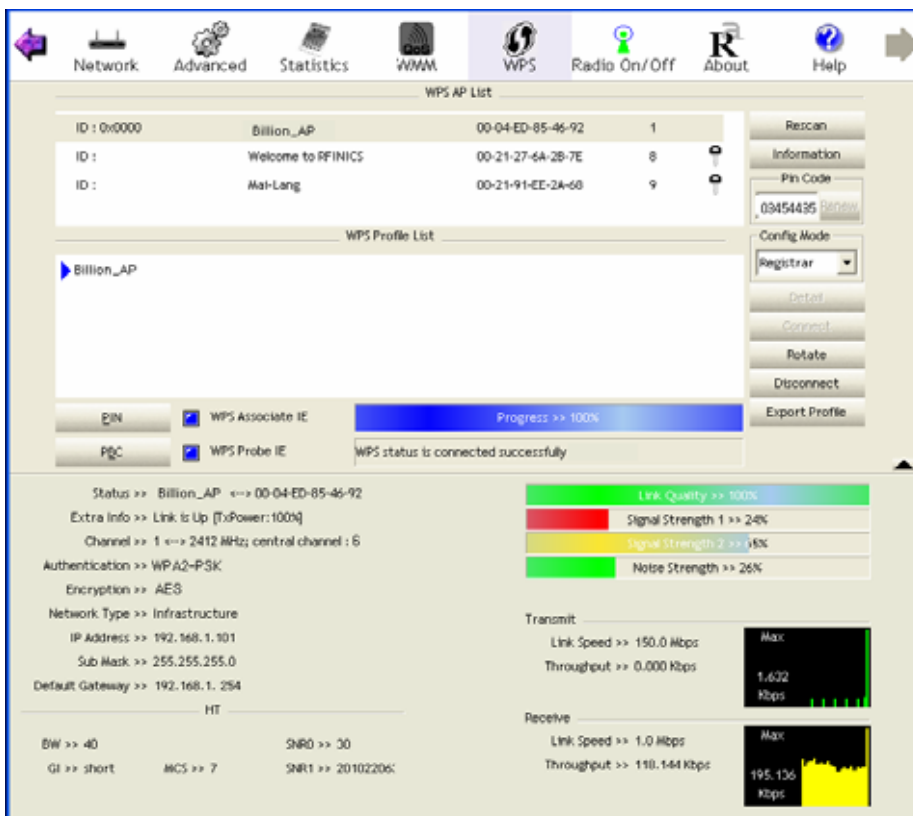 Network Advanced Statistics QoS WMM WPS Radio On/Off About Help
WPS AP List
ID : 0x0000 Billion_AP 00-04-ED-85-46-92 1
ID : Welcome to RFINICS 00-21-27-6A-2B-7E 8
ID : Mai-Lang 00-21-91-EE-2A-68 9
Rescan
Information
Pin Code
03454435 Renew
WPS Profile List
Config Mode
Billion_AP
Registrar
Detail
Connect
Rotate
Disconnect
Export Profile
PIN WPS Associate IE Progress >> 100%
PBC WPS Probe IE WPS status is connected successfully
Status >> Billion_AP <--> 00-04-ED-85-46-92
Extra Info >> Link is Up [TxPower:100%]
Channel >> 1 <--> 2412 MHz; central channel : 6
Authentication >> WPA2-PSK
Encryption >> AES
Network Type >> Infrastructure
IP Address >> 192.168.1.101
Sub Mask >> 255.255.255.0
Default Gateway >> 192.168.1. 254
HT
BW >> 40 SNR0 >> 30
GI >> short MCS >> 7 SNR1 >> 20102206
Link Quality >> 100%
Signal Strength 1 >> 24%
Signal Strength 2 >> 65%
Noise Strength >> 26%
Transmit
Link Speed >> 150.0 Mbps
Throughput >> 0.000 Kbps
Max
1.632
Kbps
Receive
Link Speed >> 1.0 Mbps
Throughput >> 118.144 Kbps
Max
195.136
Kbps